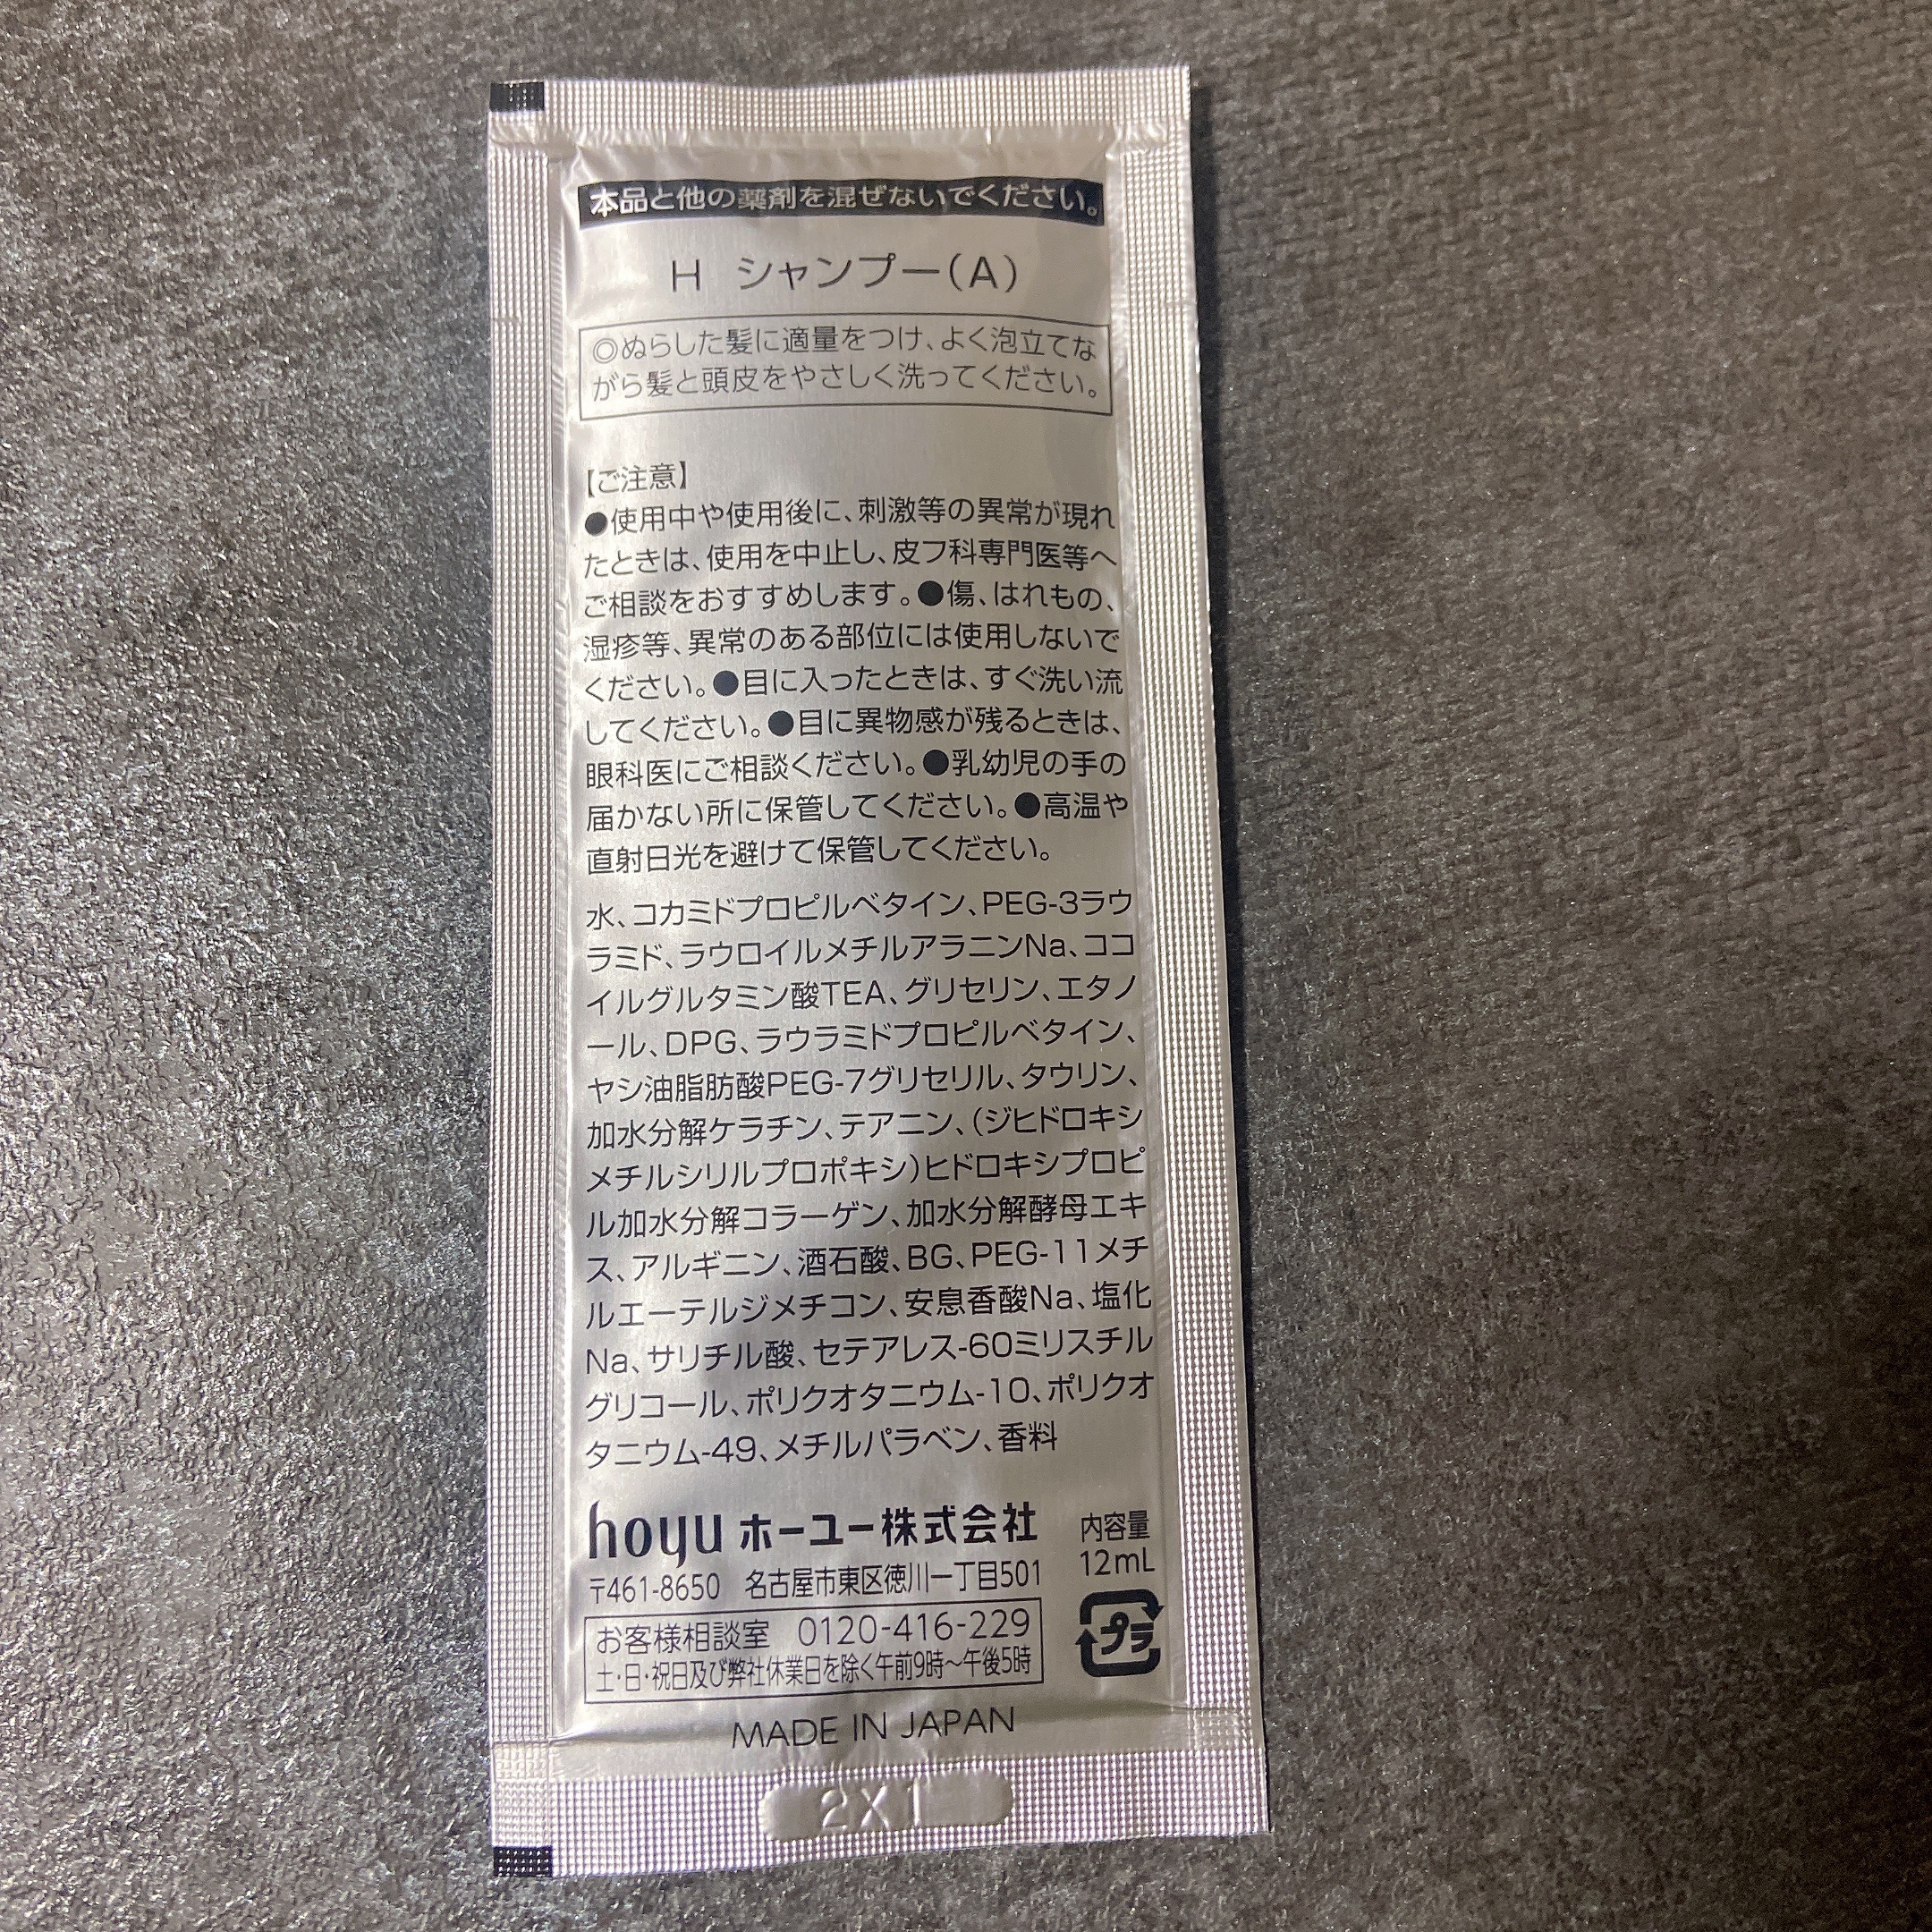 本品と他の薬剤を混ぜないでください。
H シャンプー(A)
◎ぬらした髪に適量をつけ、よく泡立てな
がら髪と頭皮をやさしく洗ってください。
【ご注意】
●使用中や使用後に、刺激等の異常が現れ
たときは、使用を中止し、皮フ科専門医等へ
ご相談をおすすめします。●傷、はれもの、
湿疹等、異常のある部位には使用しないで
ください。●目に入ったときは、すぐ洗い流
してください。●目に異物感が残るときは、
眼科医にご相談ください。●乳幼児の手の
届かない所に保管してください。●高温や
直射日光を避けて保管してください。
水、コカミドプロピルベタイン、PEG-3ラウ
ラミド、ラウロイルメチルアラニンNa、ココ
イルグルタミン酸TEA、グリセリン、エタノ
ール、DPG、ラウラミドプロピルベタイン、
ヤシ油脂肪酸PEG-7グリセリル、タウリン、
加水分解ケラチン、テアニン、(ジヒドロキシ
メチルシリルプロポキシ)ヒドロキシプロピ
ル加水分解コラーゲン、加水分解酵母エキ
ス、アルギニン、酒石酸、BG、PEG-11メチ
ルエーテルジメチコン、安息香酸Na、塩化
Na、サリチル酸、セテアレス-60ミリスチル
グリコール、ポリクオタニウム-10、ポリクオ
タニウム-49、メチルパラベン、香料
hoyu ホーユー株式会社
〒461-8650 名古屋市東区徳川一丁目501
お客様相談室 0120-416-229
土・日・祝日及び弊社休業日を除く午前9時〜午後5時
内容量
12mL
プラ
MADE IN JAPAN
2X1